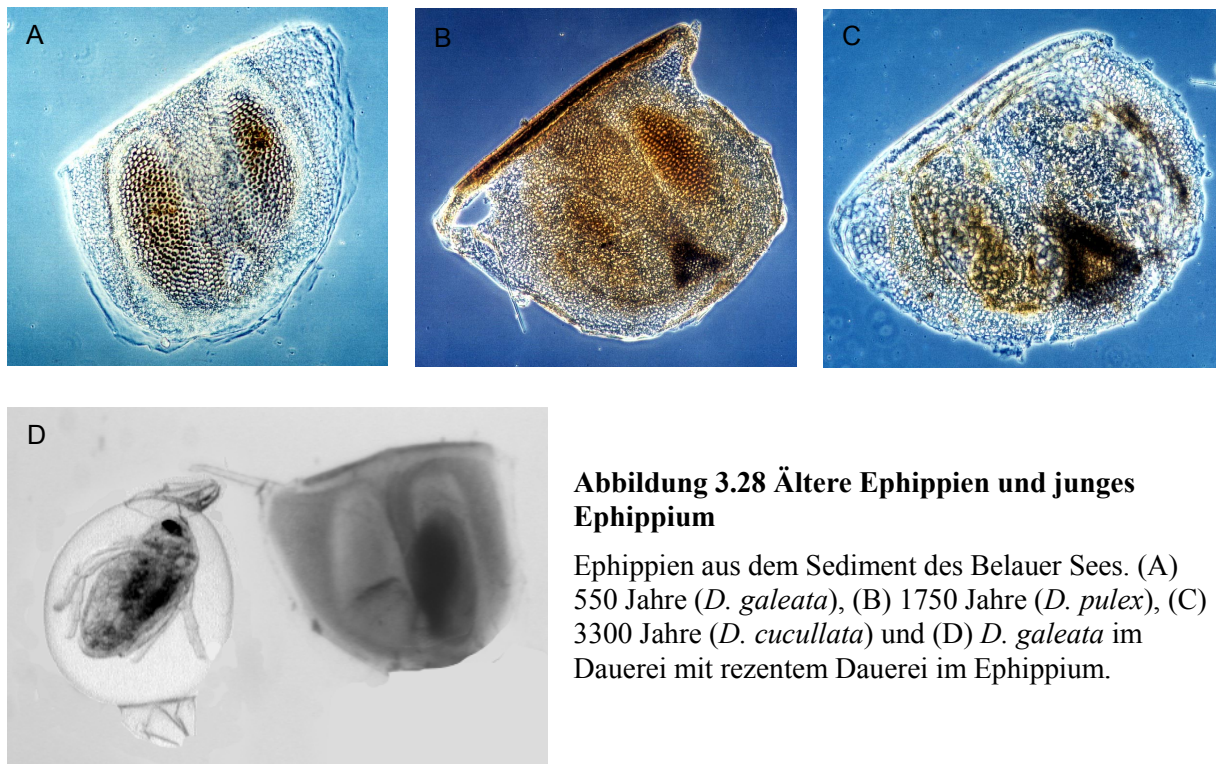 A
B
C
D
Abbildung 3.28 Ältere Ephippien und junges
Ephippium
Ephippien aus dem Sediment des Belauer Sees. (A)
550 Jahre (D. galeata), (B) 1750 Jahre (D. pulex), (C)
3300 Jahre (D. cucullata) und (D) D. galeata im
Dauerei mit rezentem Dauerei im Ephippium.